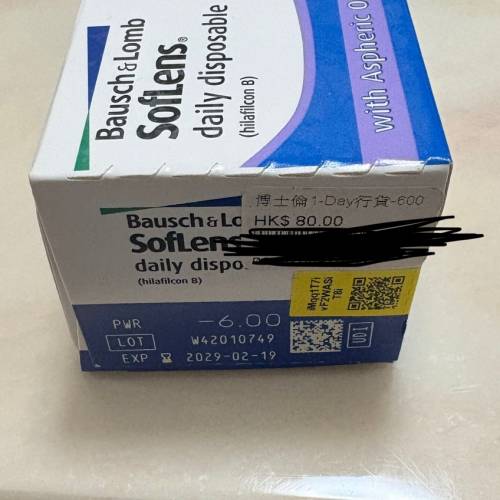 Bausch & Lomb
SofLens®
daily disposable
(hilafilcon B)
with Aspheric O
博士倫1-Day行貨-600
HK$ 80.00
Bausch & Lo
SofLens
daily dispo
(hilafilcon B)
PWR -6.00
LOT W42010749
EXP 2029-02-19
UDI